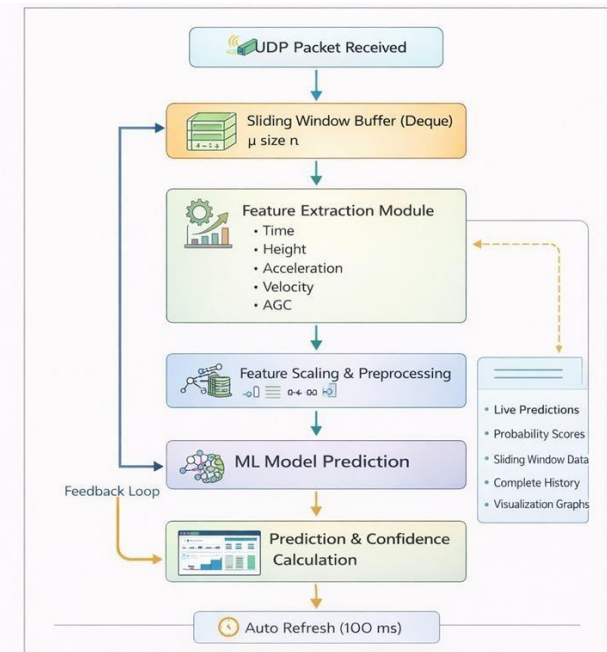 UDP Packet Received
Sliding Window Buffer (Deque)
μ size n
Feature Extraction Module
• Time
• Height
• Acceleration
• Velocity
• AGC
Feature Scaling & Preprocessing
ML Model Prediction
Feedback Loop
Prediction & Confidence
Calculation
Auto Refresh (100 ms)
• Live Predictions
• Probability Scores
• Sliding Window Data
• Complete History
• Visualization Graphs